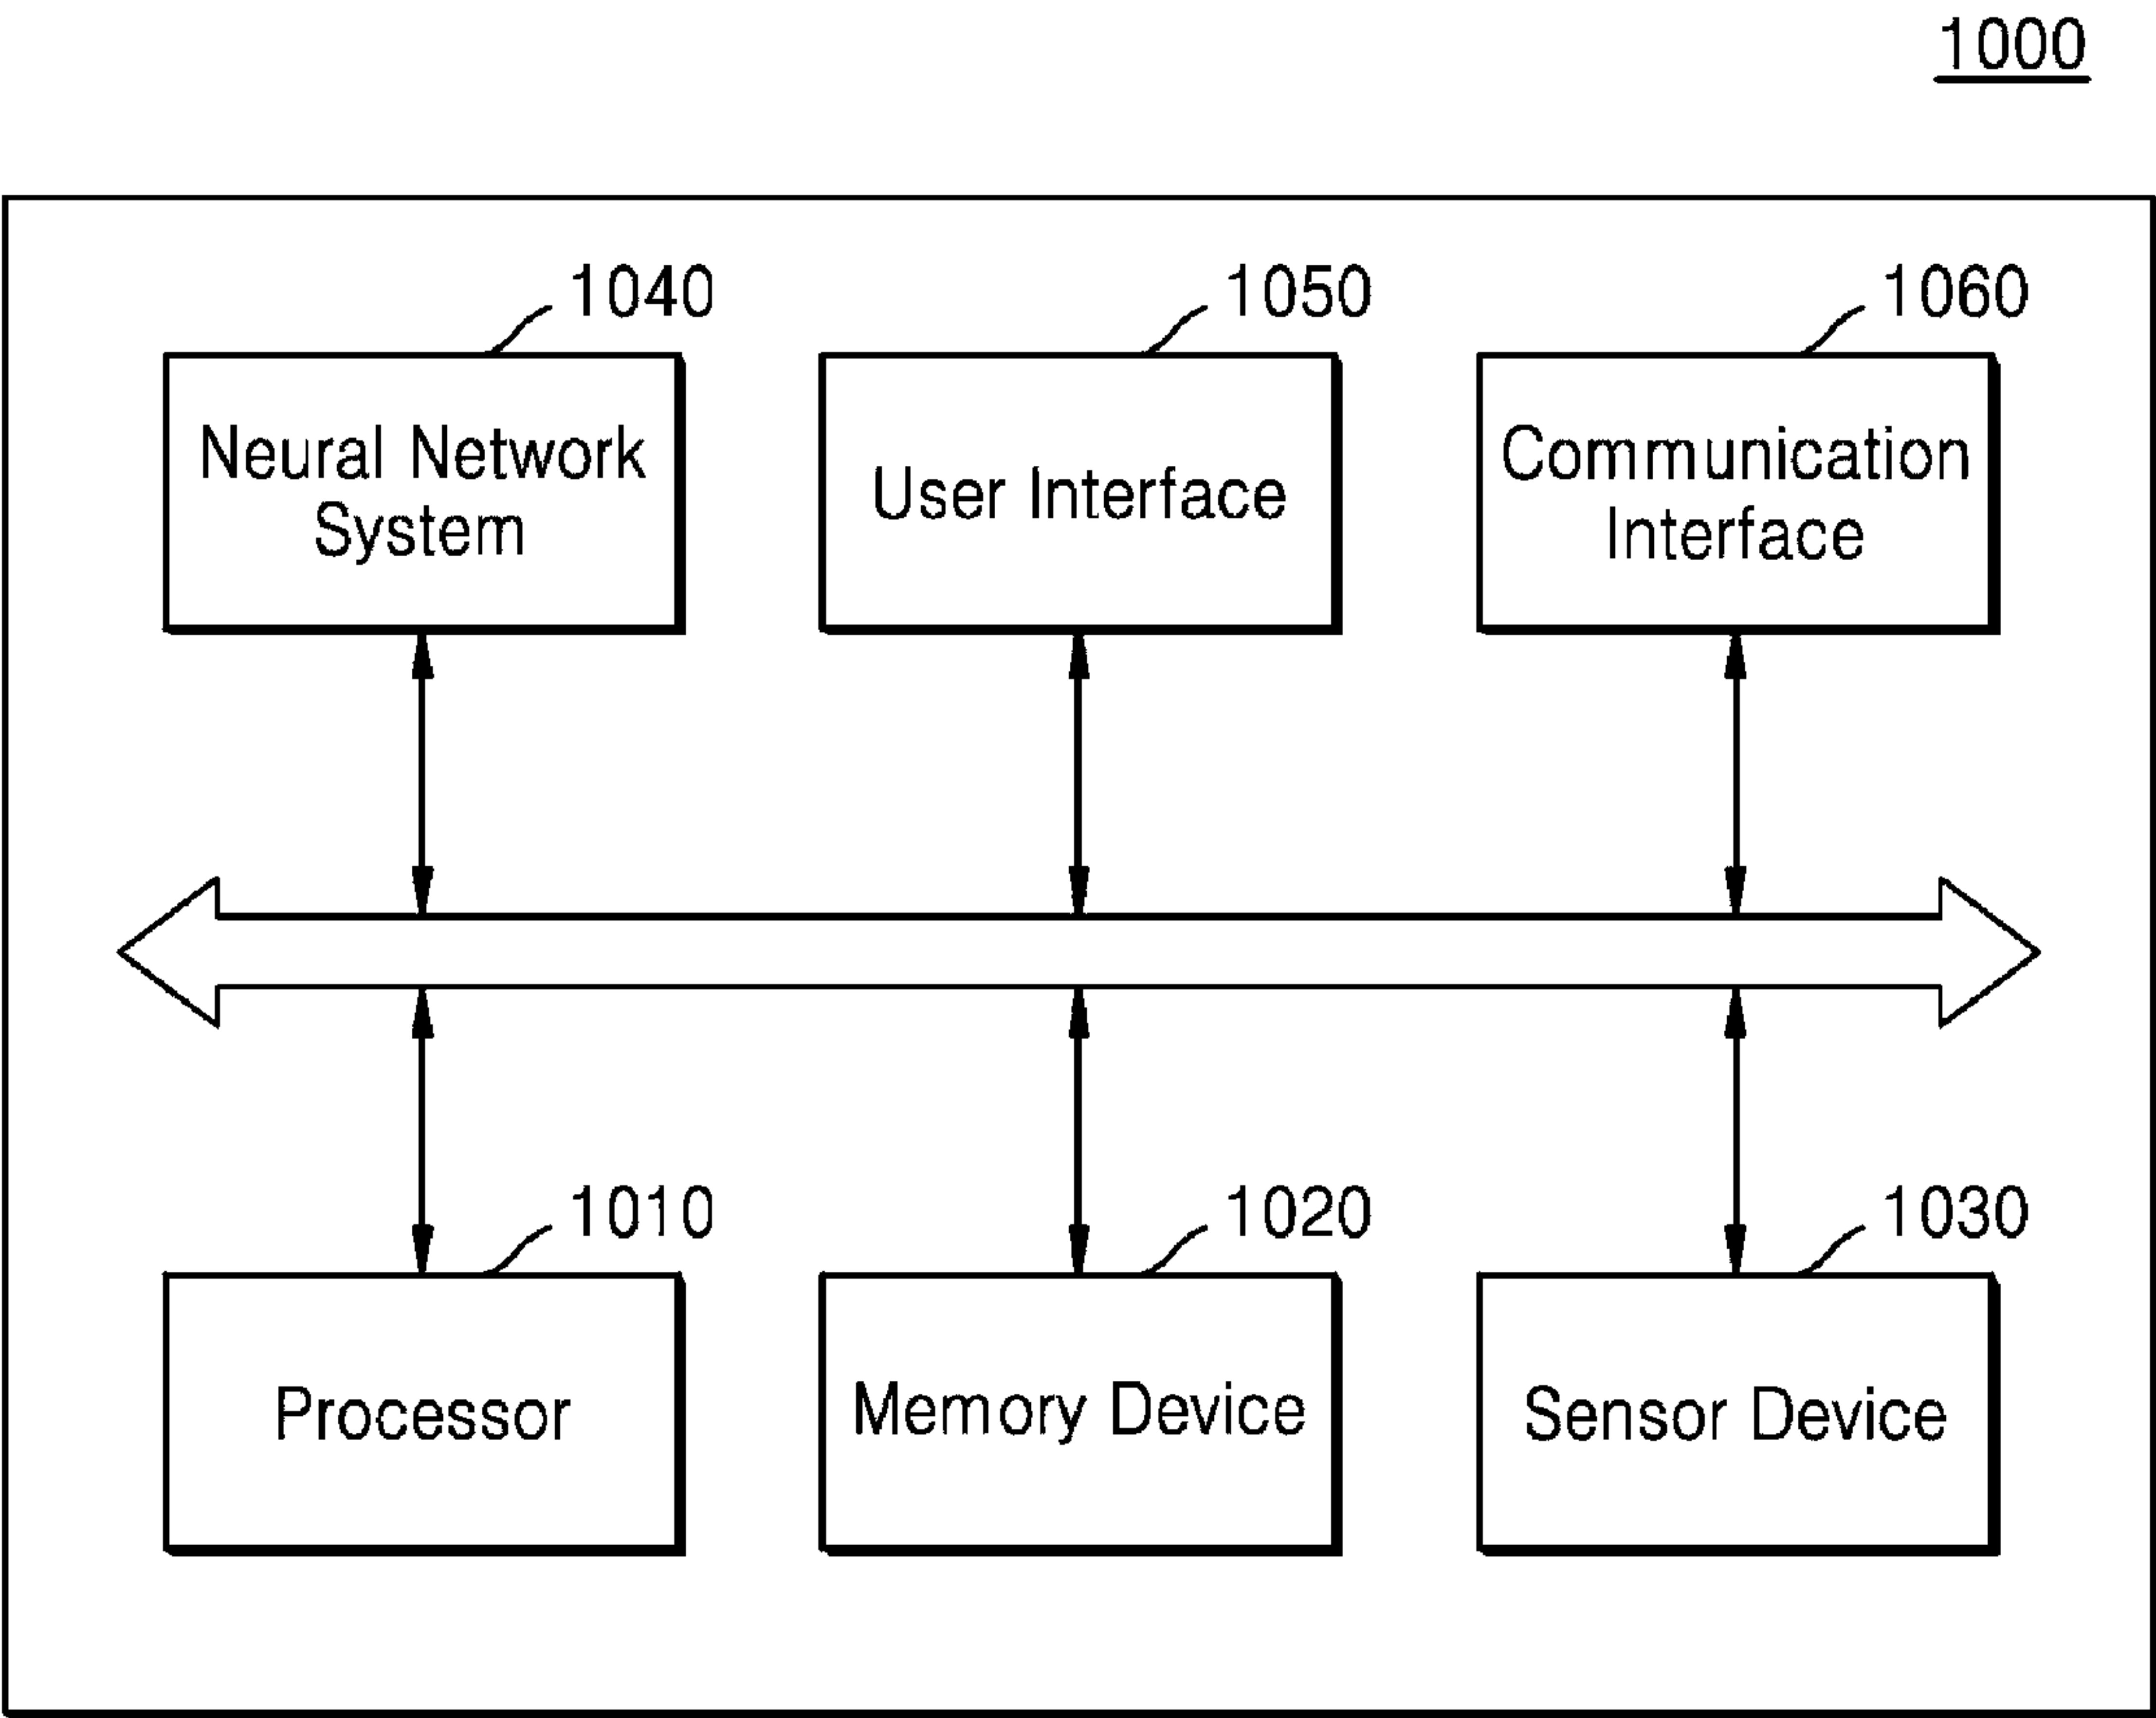 1000
1040
1050
1060
Neural Network
System
User Interface
Communication
Interface
1010
1020
1030
Processor
Memory Device
Sensor Device